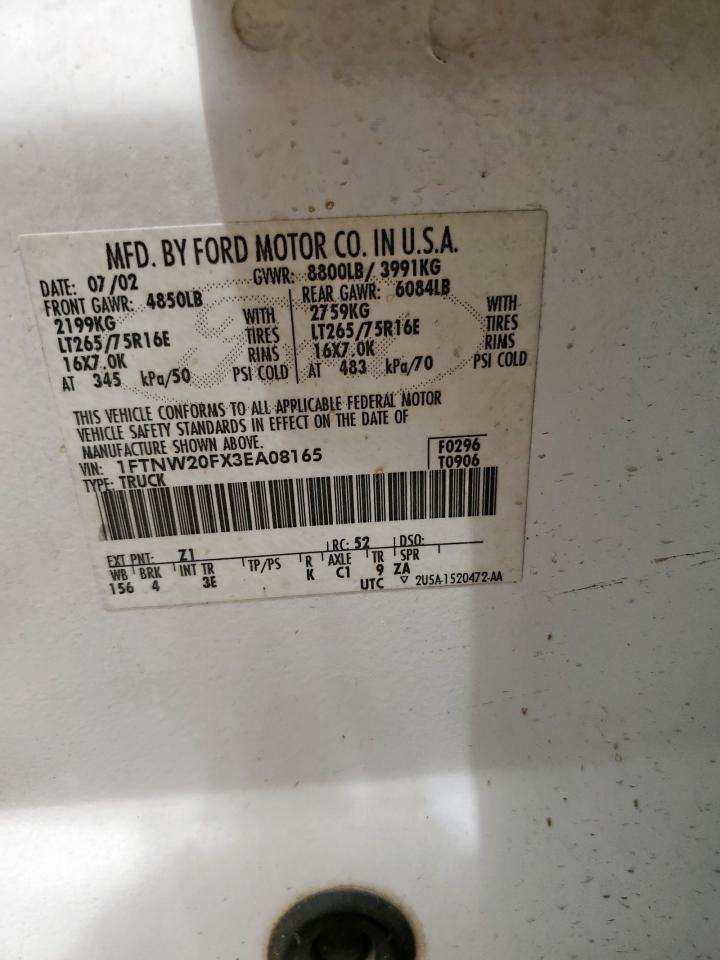 MFD. BY FORD MOTOR CO. IN U.S.A.
DATE: 07/02 GVWR: 8800LB/ 3991KG
FRONT GAWR: 4850LB REAR GAWR: 6084LB
2199KG WITH 2759KG WITH
LT265/75R16E TIRES LT265/75R16E TIRES
16X7.0K RIMS 16X7.0K RIMS
AT 345 kPa/50 PSI COLD AT 483 kPa/70 PSI COLD
THIS VEHICLE CONFORMS TO ALL APPLICABLE FEDERAL MOTOR
VEHICLE SAFETY STANDARDS IN EFFECT ON THE DATE OF
MANUFACTURE SHOWN ABOVE.
VIN: 1FTNW20FX3EA08165 F0296
TYPE: TRUCK T0906
EXT PNT: Z1 RC: 52 DSO:
WB BRK INT TR TP/PS R AXLE TR SPR
156 4 3E K C1 9 ZA
UTC ▽ 2U5A-1520472-AA